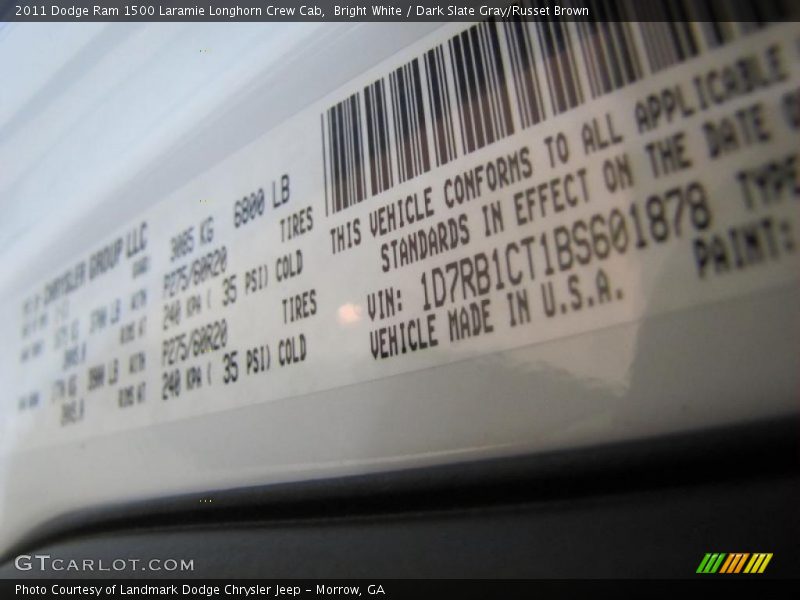 2011 Dodge Ram 1500 Laramie Longhorn Crew Cab,  Bright White / Dark Slate Gray/Russet Brown
CHRYSLER GROUP LLC
3085 KG 6800 LB
TIRES
P275/60R20
240 KPA ( 35 PSI) COLD
TIRES
P275/60R20
240 KPA ( 35 PSI) COLD
THIS VEHICLE CONFORMS TO ALL APPLICABLE
STANDARDS IN EFFECT ON THE DATE
VIN: 1D7RB1CT1BS601878 TYPE
VEHICLE MADE IN U.S.A. PAINT:
GTCARLOT.COM
Photo Courtesy of Landmark Dodge Chrysler Jeep – Morrow, GA